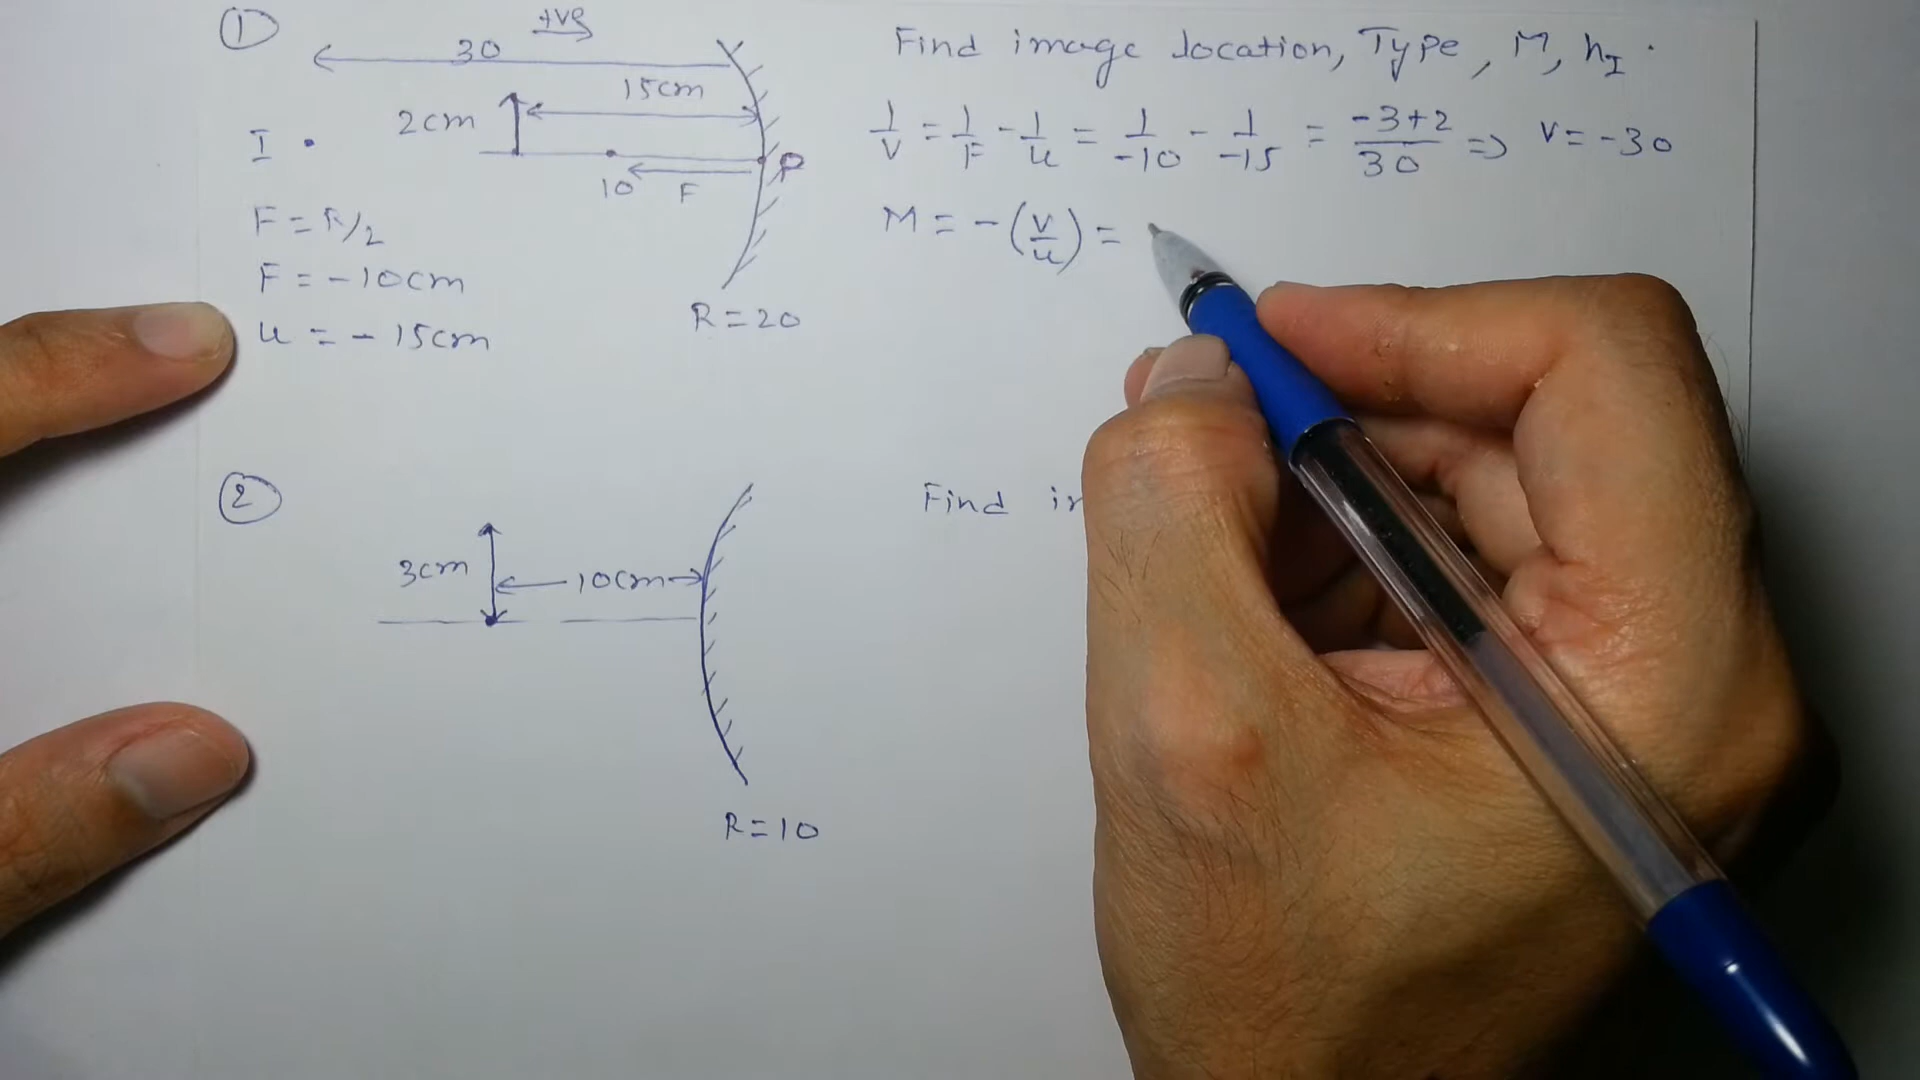 ① +ve
30
15cm
2cm
I .
10 F
P
F = R/2
F = -10cm
u = - 15cm
R = 20
Find image location, Type, M, hI .
1/v = 1/F - 1/u = 1/-10 - 1/-15 = -3+2/30 => v = -30
M = -(v/u) =
②
3cm
10cm
R = 10
Find